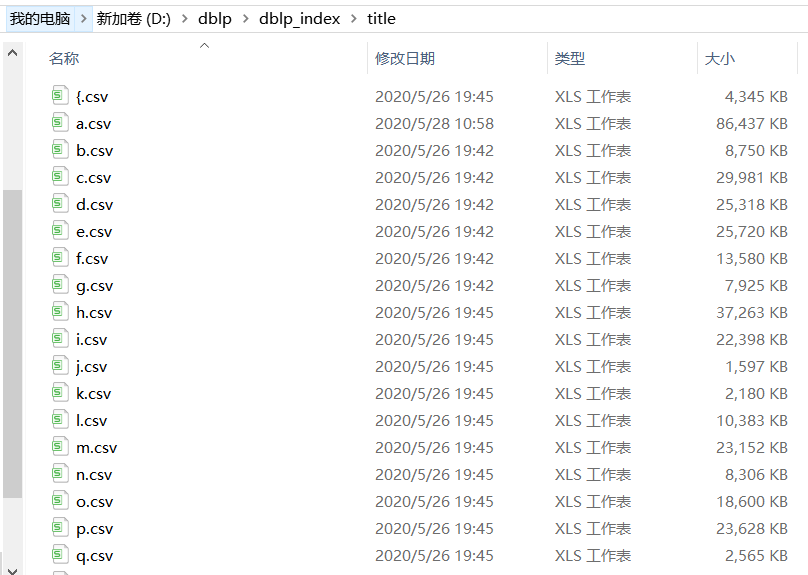 我的电脑 > 新加卷 (D:) > dblp > dblp_index > title
名称 修改日期 类型 大小
{.csv 2020/5/26 19:45 XLS 工作表 4,345 KB
a.csv 2020/5/28 10:58 XLS 工作表 86,437 KB
b.csv 2020/5/26 19:42 XLS 工作表 8,750 KB
c.csv 2020/5/26 19:42 XLS 工作表 29,981 KB
d.csv 2020/5/26 19:42 XLS 工作表 25,318 KB
e.csv 2020/5/26 19:42 XLS 工作表 25,720 KB
f.csv 2020/5/26 19:42 XLS 工作表 13,580 KB
g.csv 2020/5/26 19:42 XLS 工作表 7,925 KB
h.csv 2020/5/26 19:45 XLS 工作表 37,263 KB
i.csv 2020/5/26 19:45 XLS 工作表 22,398 KB
j.csv 2020/5/26 19:45 XLS 工作表 1,597 KB
k.csv 2020/5/26 19:45 XLS 工作表 2,180 KB
l.csv 2020/5/26 19:45 XLS 工作表 10,383 KB
m.csv 2020/5/26 19:45 XLS 工作表 23,152 KB
n.csv 2020/5/26 19:45 XLS 工作表 8,306 KB
o.csv 2020/5/26 19:45 XLS 工作表 18,600 KB
p.csv 2020/5/26 19:45 XLS 工作表 23,628 KB
q.csv 2020/5/26 19:45 XLS 工作表 2,565 KB